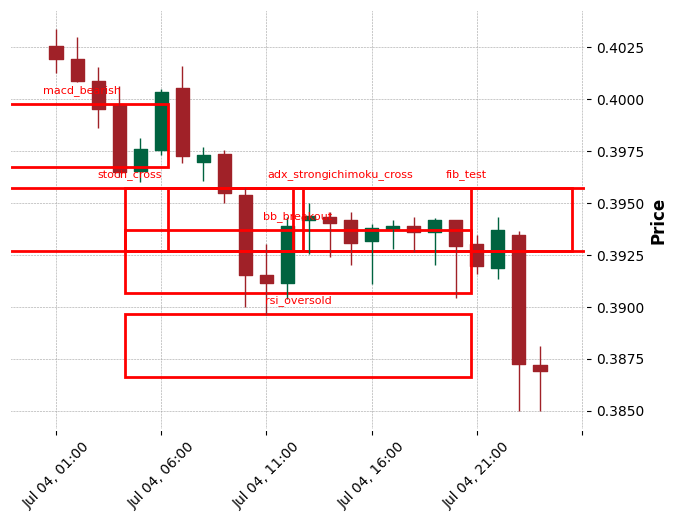 macd_bearish
stoch_cross
adx_strong
ichimoku_cross
fib_test
bb_breakout
rsi_oversold
0.4025
0.4000
0.3975
0.3950
0.3925
0.3900
0.3875
0.3850
Price
Jul 04, 01:00
Jul 04, 06:00
Jul 04, 11:00
Jul 04, 16:00
Jul 04, 21:00